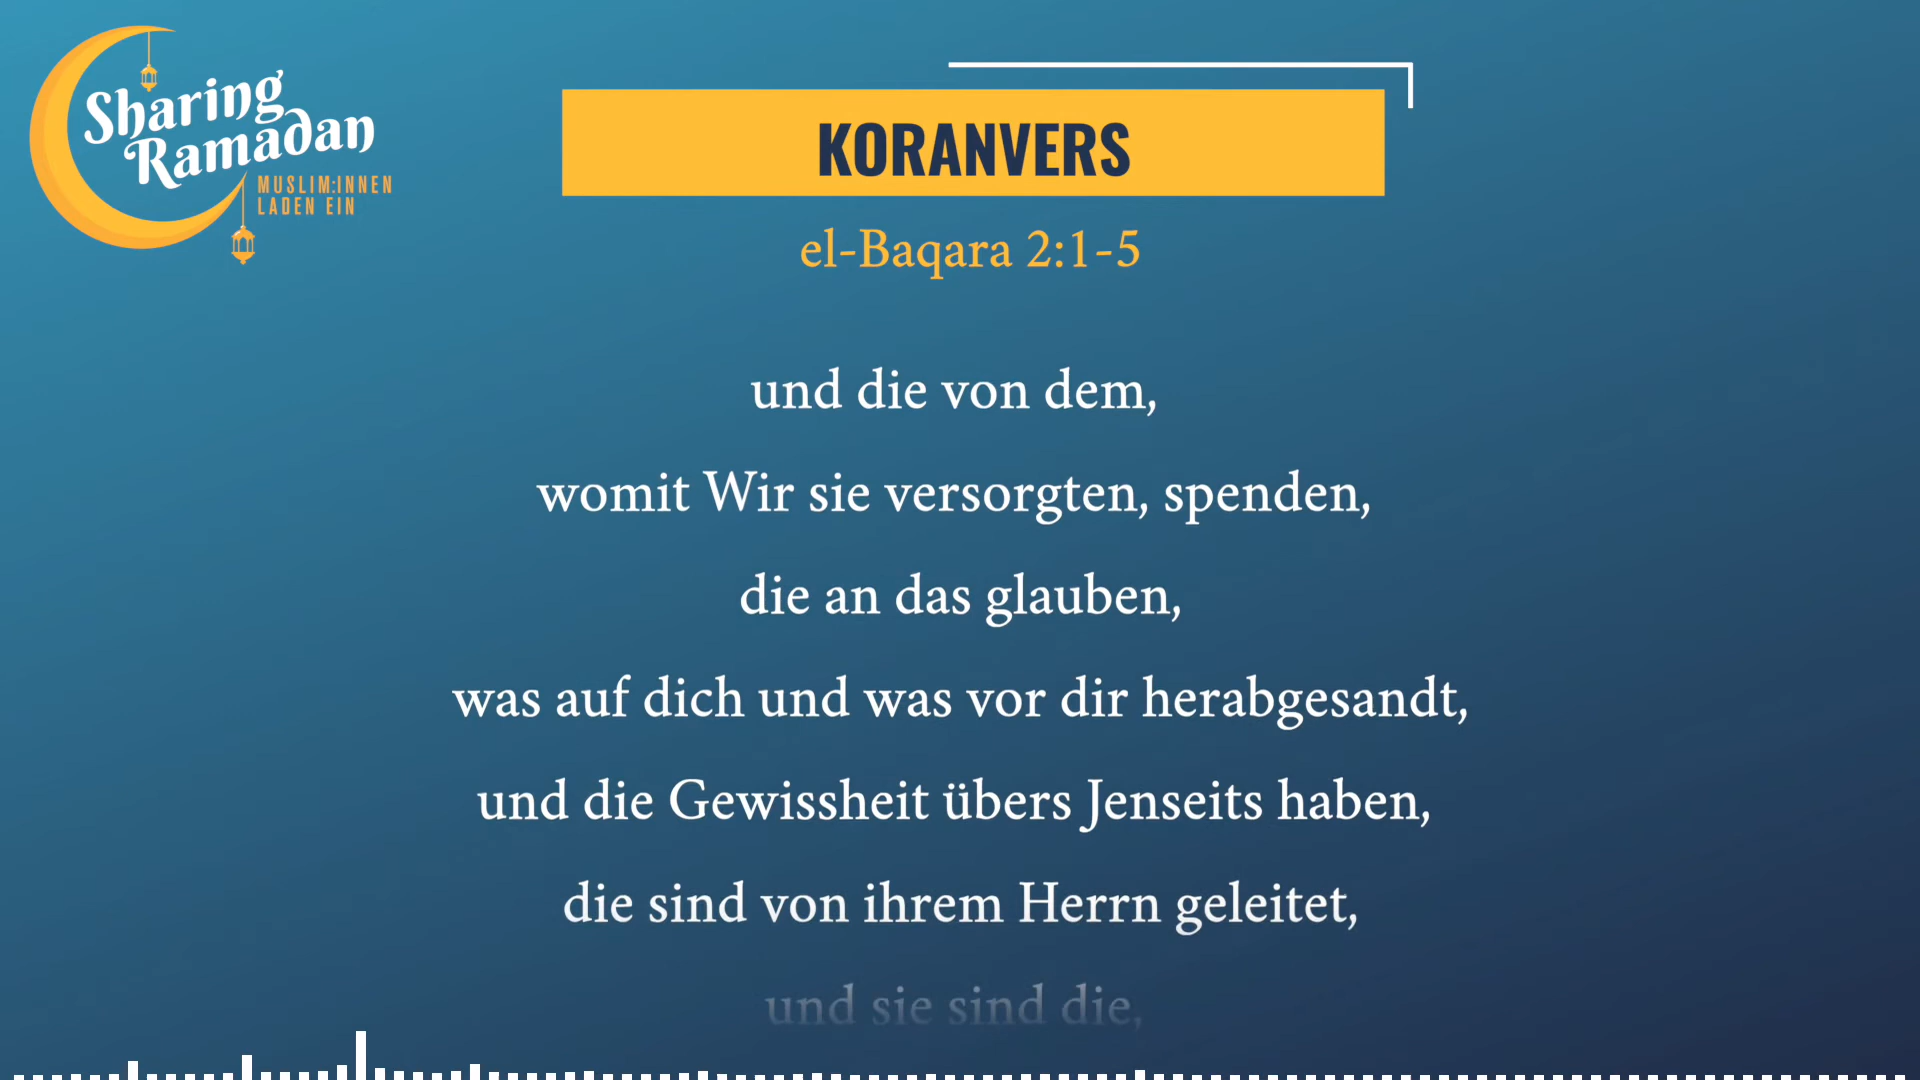 Sharing
Ramadan
MUSLIM:INNEN
LADEN EIN
KORANVERS
el-Baqara 2:1-5
und die von dem,
womit Wir sie versorgten, spenden,
die an das glauben,
was auf dich und was vor dir herabgesandt,
und die Gewissheit übers Jenseits haben,
die sind von ihrem Herrn geleitet,
und sie sind die,